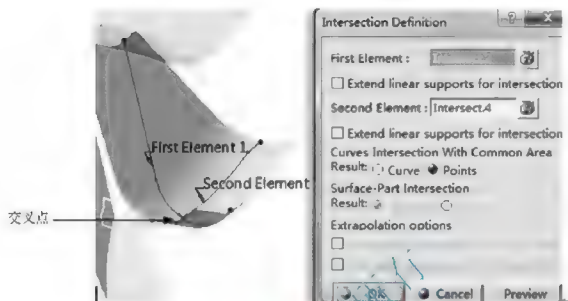 First Element 1
Second Element
交叉点
Intersection Definition
First Element :
Extend linear supports for intersection
Second Element : Intersect.4
Extend linear supports for intersection
Curves Intersection With Common Area
Result: Curve Points
Surface-Part Intersection
Result:
Extrapolation options
OK Cancel Preview